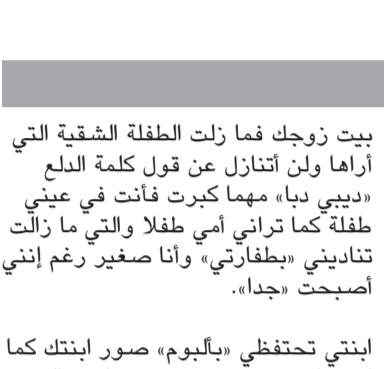 بيت زوجك فما زلت الطفلة الشقية التي
أراها ولن أتنازل عن قول كلمة الدلع
«ديبي دبا» مهما كبرت فأنت في عيني
طفلة كما تراني أمي طفلا والتي ما زالت
تناديني «بطفارتي» وأنا صغير رغم إنني
أصبحت «جدا».
ابنتي تحتفظي «بألبوم» صور ابنتك كما